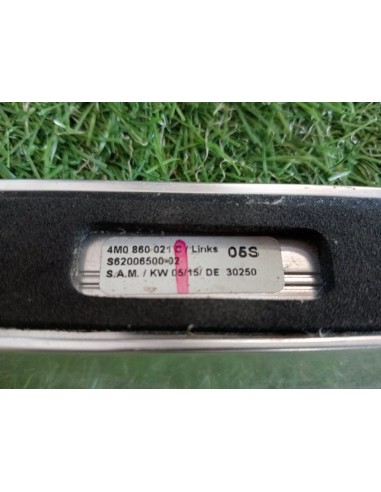 4M0 860 021 C / Links 05S
S62006500-02
S.A.M. / KW 05/15/ DE 30250